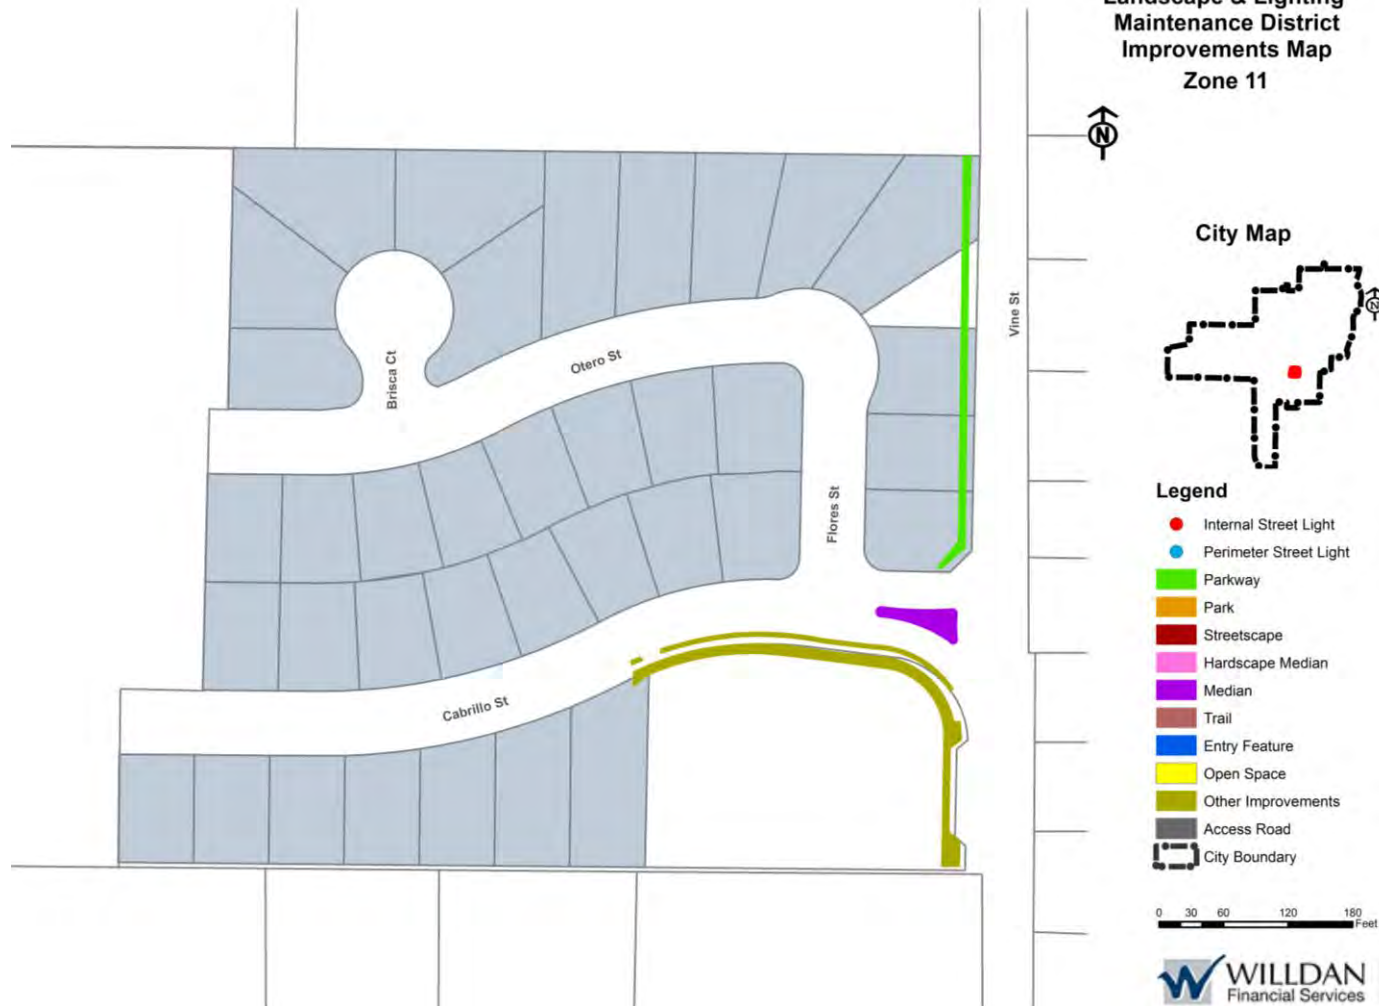 Landscape & Lighting
Maintenance District
Improvements Map
Zone 11
N
City Map
N
Vine St
Otero St
Brisca Ct
Flores St
Cabrillo St
Legend
Internal Street Light
Perimeter Street Light
Parkway
Park
Streetscape
Hardscape Median
Median
Trail
Entry Feature
Open Space
Other Improvements
Access Road
City Boundary
0 30 60 120 180
Feet
WILLDAN
Financial Services